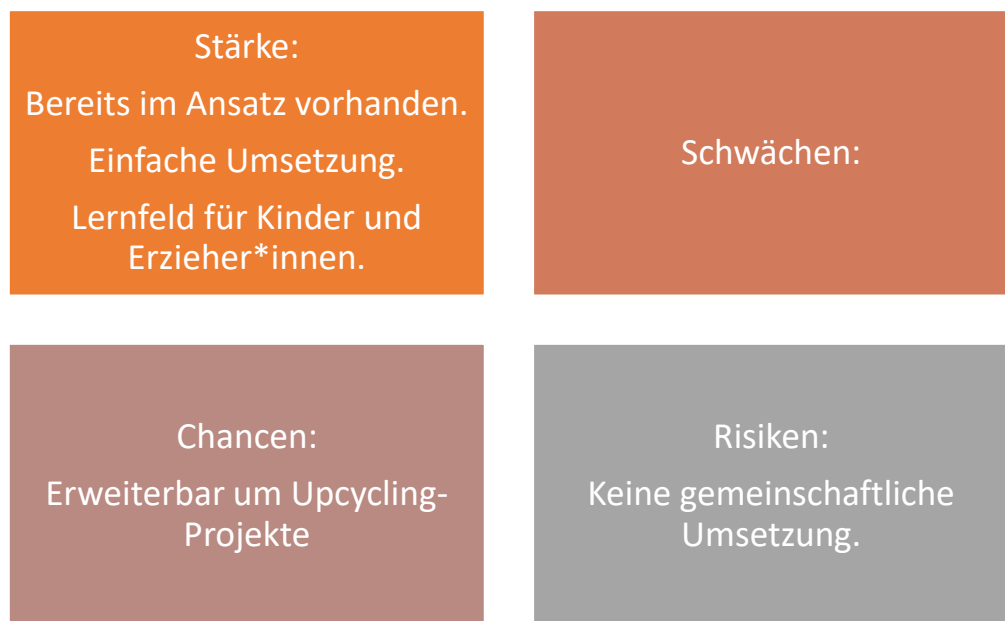 Stärke:
Bereits im Ansatz vorhanden.
Einfache Umsetzung.
Lernfeld für Kinder und
Erzieher*innen.
Schwächen:
Chancen:
Erweiterbar um Upcycling-
Projekte
Risiken:
Keine gemeinschaftliche
Umsetzung.